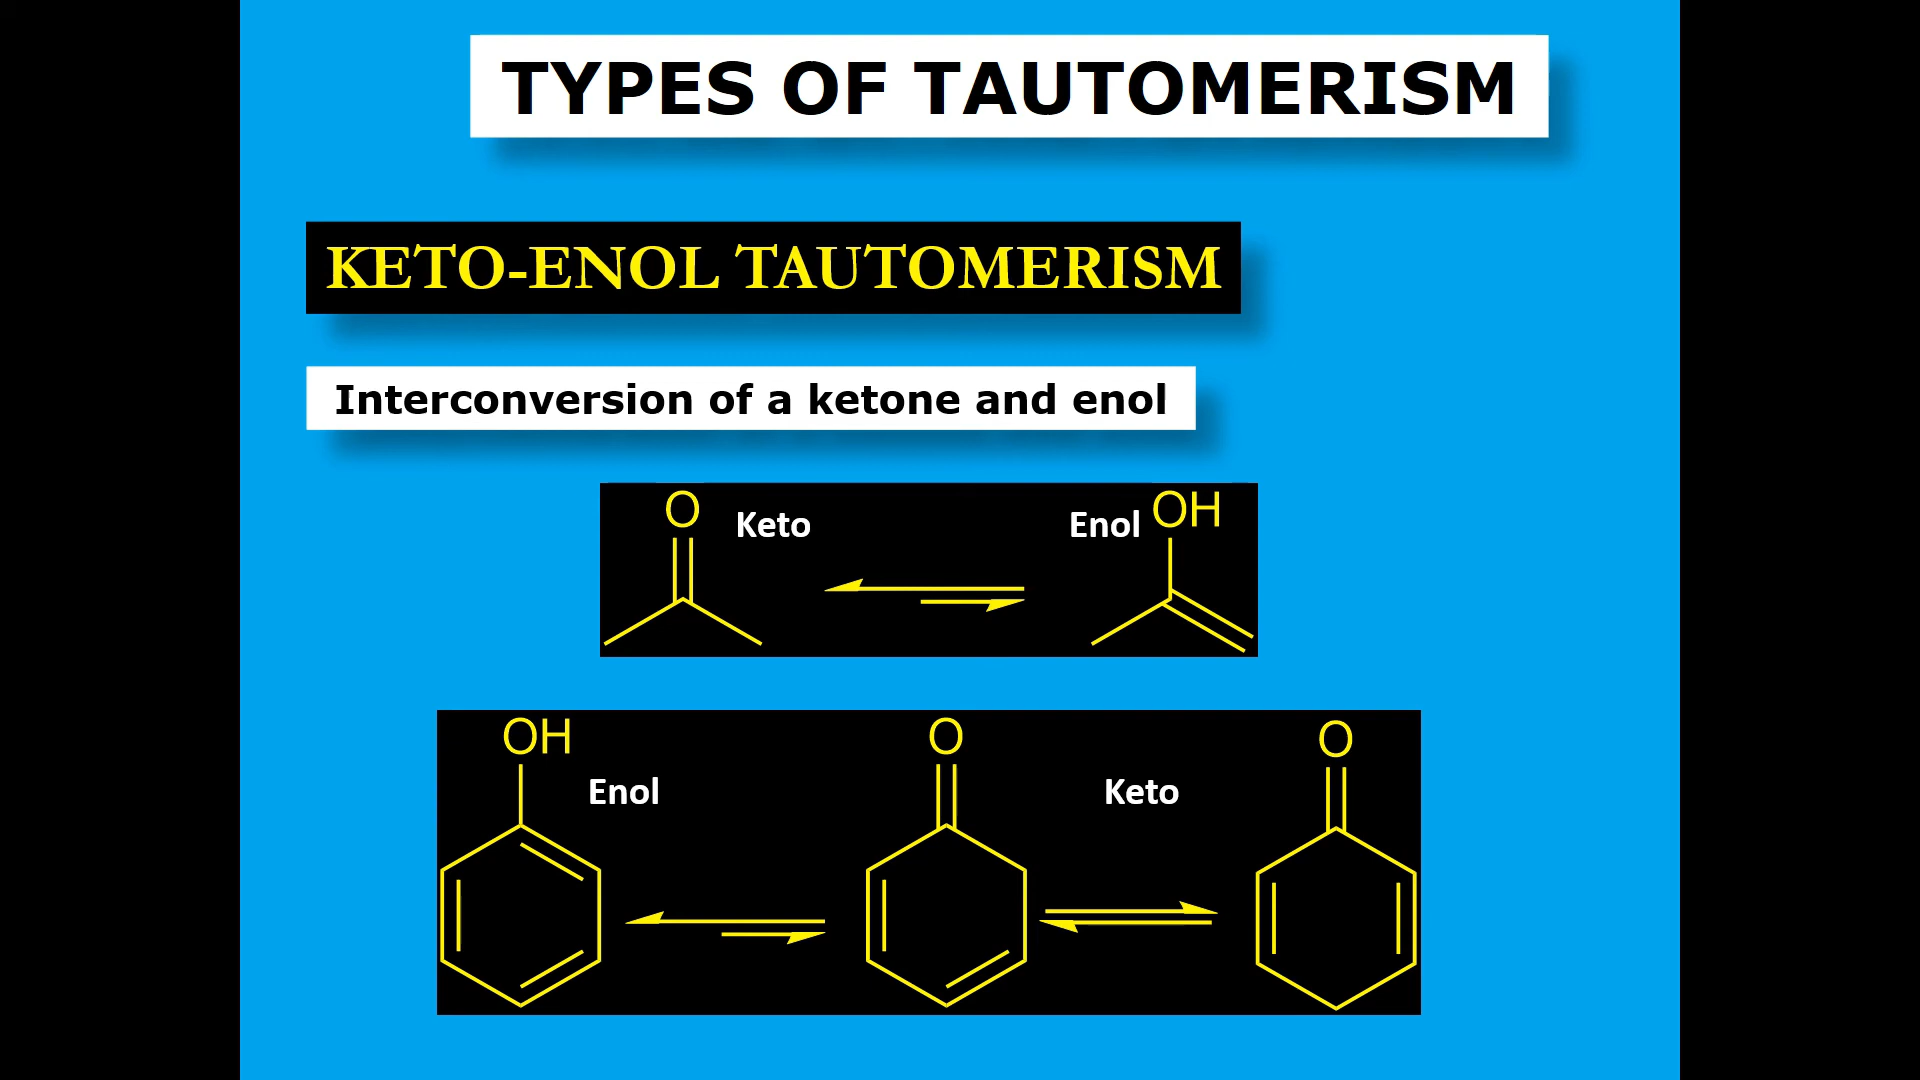 TYPES OF TAUTOMERISM
KETO-ENOL TAUTOMERISM
Interconversion of a ketone and enol
O Keto Enol OH
OH O O
Enol Keto